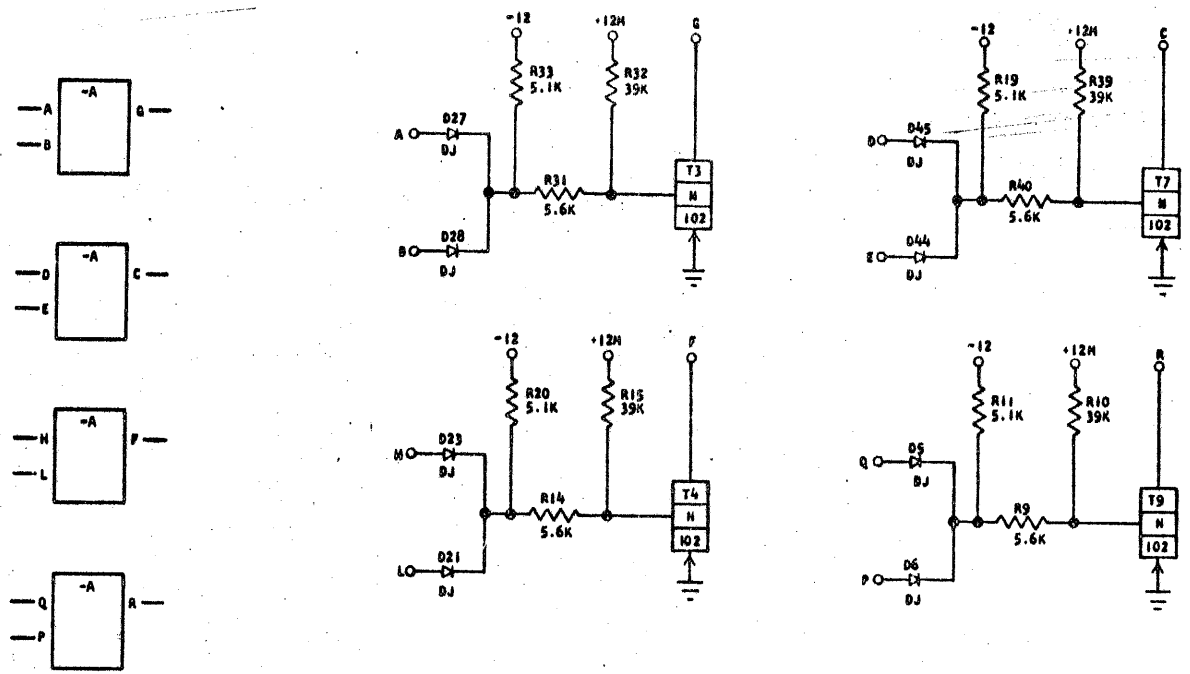 -A
A
G
B
-A
D
C
E
-A
H
F
L
-A
Q
R
P
-12
+12M
G
R33
5.1K
R32
39K
D27
A
DJ
R31
5.6K
T3
N
102
D28
B
DJ
-12
+12M
C
R19
5.1K
R39
39K
D45
D
DJ
R40
5.6K
T7
N
102
D44
E
DJ
-12
+12M
F
R20
5.1K
R15
39K
D23
H
DJ
R14
5.6K
T4
N
102
D21
L
DJ
-12
+12M
R
R11
5.1K
R10
39K
D5
Q
DJ
R9
5.6K
T9
N
102
D6
P
DJ